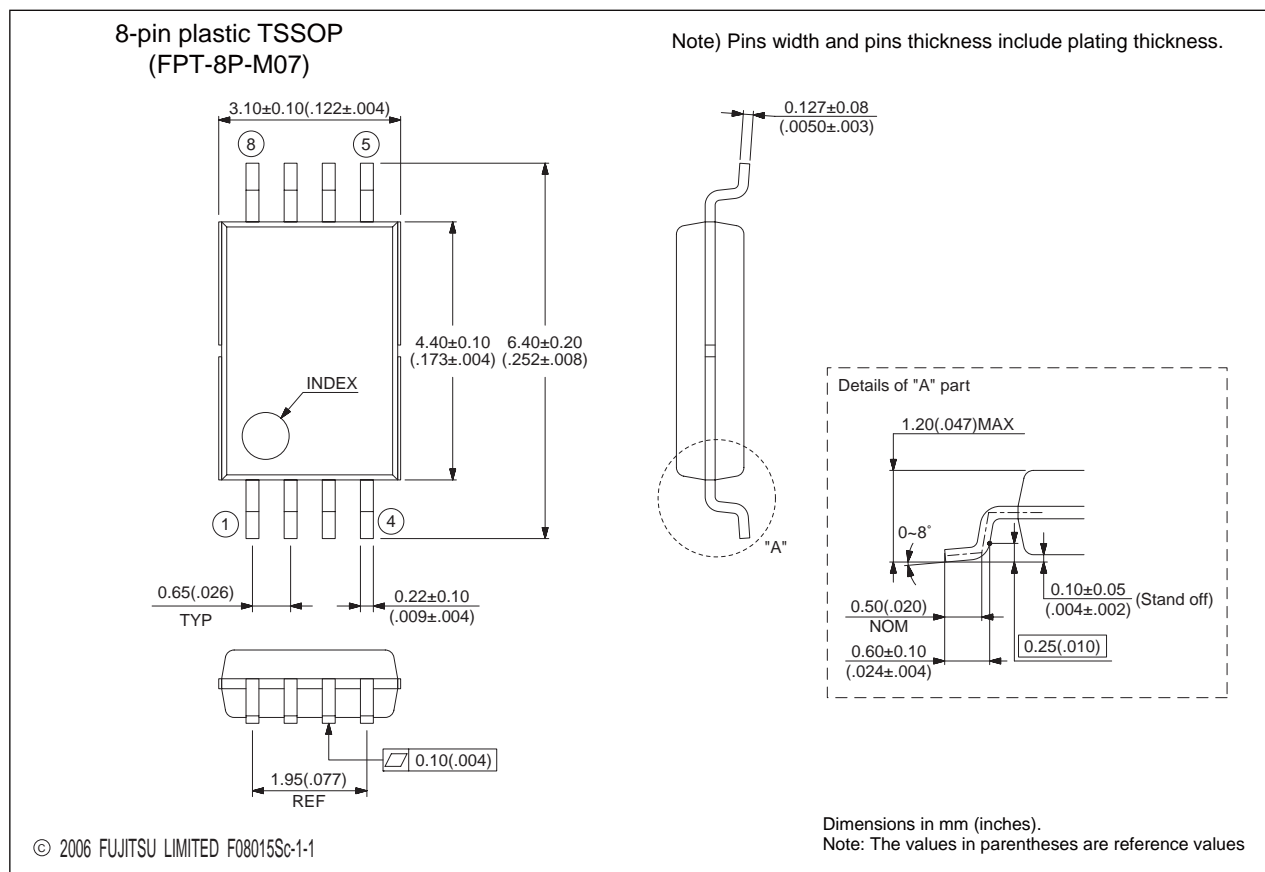 8-pin plastic TSSOP
(FPT-8P-M07)
Note) Pins width and pins thickness include plating thickness.
3.10±0.10(.122±.004)
0.127±0.08
(.0050±.003)
8
5
4.40±0.10
(.173±.004)
6.40±0.20
(.252±.008)
INDEX
1
4
"A"
0.65(.026)
TYP
0.22±0.10
(.009±.004)
Details of "A" part
1.20(.047)MAX
0~8°
0.10±0.05
(.004±.002)
(Stand off)
0.50(.020)
NOM
0.60±0.10
(.024±.004)
0.25(.010)
0.10(.004)
1.95(.077)
REF
© 2006 FUJITSU LIMITED F08015Sc-1-1
Dimensions in mm (inches).
Note: The values in parentheses are reference values